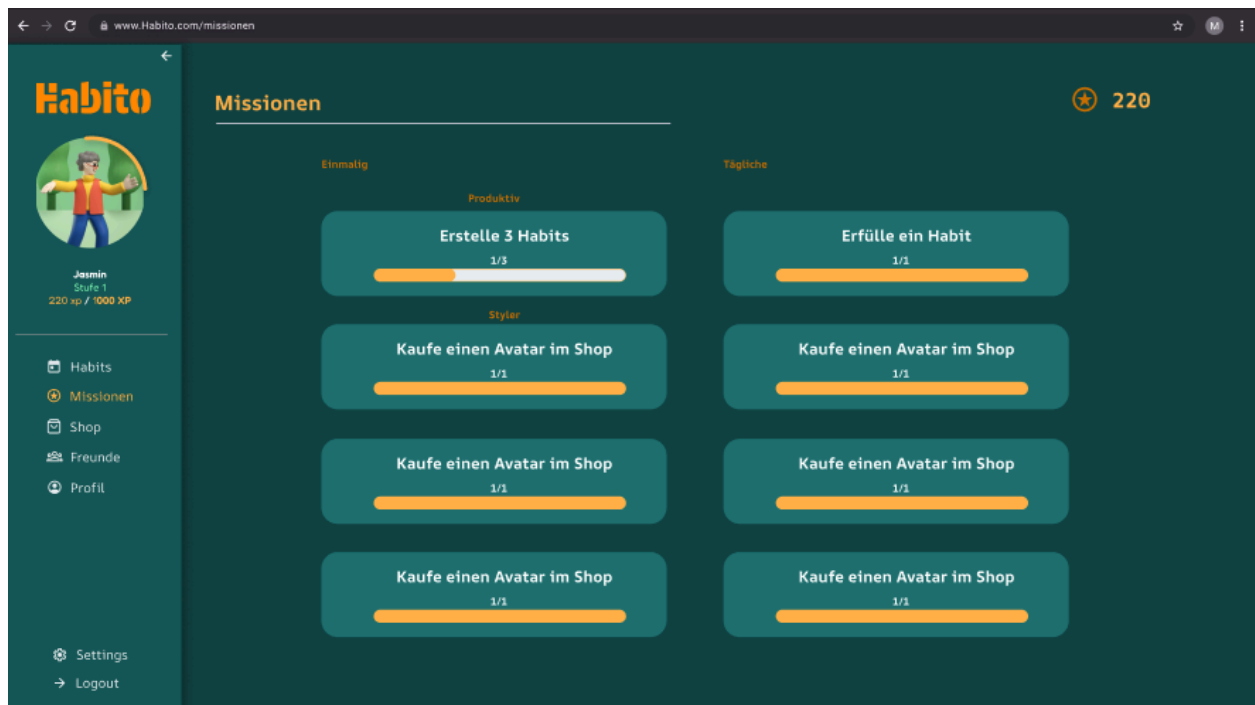 www.Habito.com/missionen
M
Habito
Jasmin
Stufe 1
220 xp / 1000 XP
Habits
Missionen
Shop
Freunde
Profil
Settings
Logout
Missionen
220
Einmalig
Produktiv
Erstelle 3 Habits
1/3
Styler
Kaufe einen Avatar im Shop
1/1
Kaufe einen Avatar im Shop
1/1
Kaufe einen Avatar im Shop
1/1
Tägliche
Erfülle ein Habit
1/1
Kaufe einen Avatar im Shop
1/1
Kaufe einen Avatar im Shop
1/1
Kaufe einen Avatar im Shop
1/1